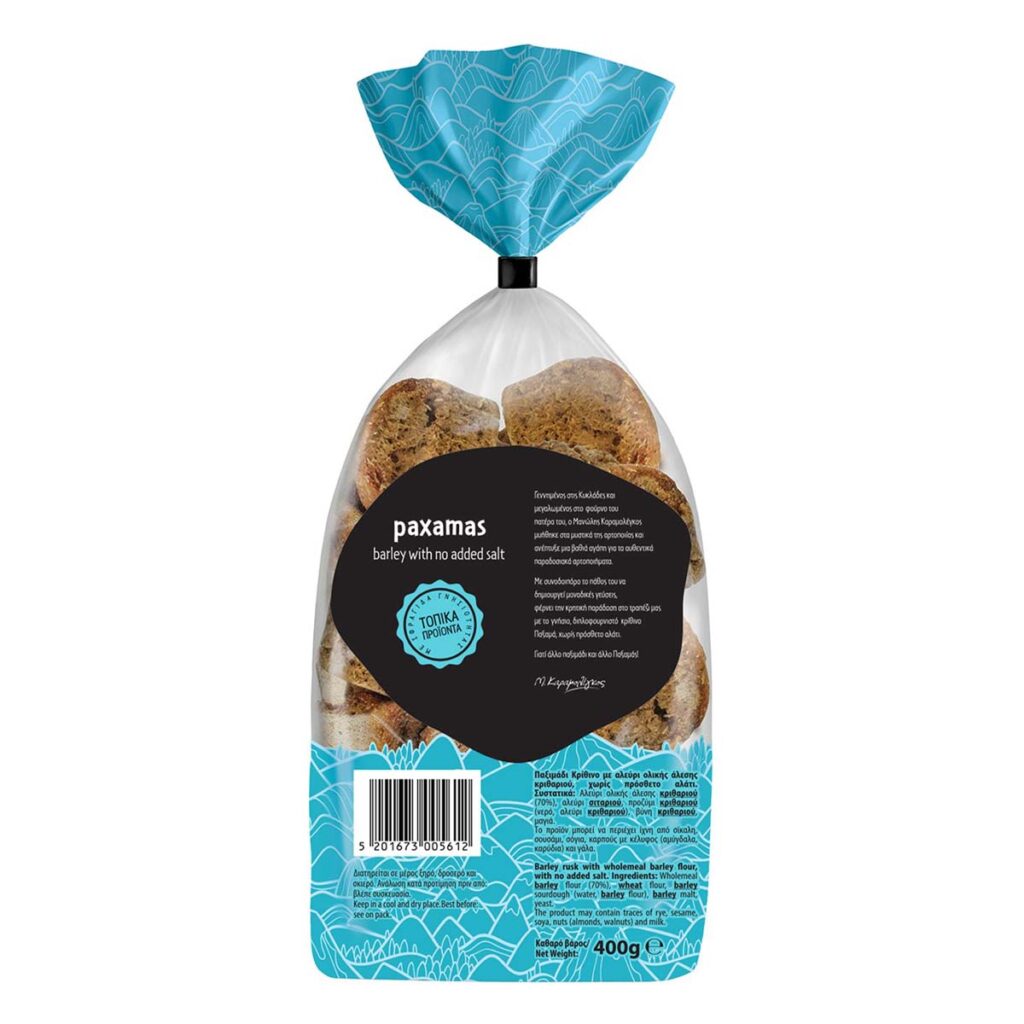 paxamas
barley with no added salt
ΜΕ ΣΦΡΑΓΙΔΑ ΓΝΗΣΙΟΤΗΤΑΣ
ΤΟΠΙΚΑ
ΠΡΟΪΟΝΤΑ
Γεννημένος στις Κυκλάδες και
μεγαλωμένος στο φούρνο του
πατέρα του, ο Μανώλης Καραμολέγκος
μυήθηκε στα μυστικά της αρτοποιίας και
ανέπτυξε μια βαθιά αγάπη για τα αυθεντικά
παραδοσιακά αρτοποιήματα.
Με συνοδοιπόρο το πάθος του να
δημιουργεί μοναδικές γεύσεις,
φέρνει την κρητική παράδοση στο τραπέζι μας
με το γνήσιο, διπλοφουρνιστό κρίθινο
Παξαμά, χωρίς πρόσθετο αλάτι.
Γιατί άλλο παξιμάδι και άλλο Παξαμάς!
Μ. Καραμολέγκος
5 201673 005612
Διατηρείται σε μέρος ξηρό, δροσερό και
σκιερό. Ανάλωση κατά προτίμηση πριν από:
βλέπε συσκευασία.
Keep in a cool and dry place. Best before:
see on pack.
Παξιμάδι Κρίθινο με αλεύρι ολικής άλεσης
κριθαριού, χωρίς πρόσθετο αλάτι.
Συστατικά: Αλεύρι ολικής άλεσης κριθαριού
(70%), αλεύρι σιταριού, προζύμι κριθαριού
(νερό, αλεύρι κριθαριού), βύνη κριθαριού,
μαγιά.
Το προϊόν μπορεί να περιέχει ίχνη από σίκαλη,
σουσάμι, σόγια, καρπούς με κέλυφος (αμύγδαλα,
καρύδια) και γάλα.
Barley rusk with wholemeal barley flour,
with no added salt. Ingredients: Wholemeal
barley flour (70%), wheat flour, barley
sourdough (water, barley flour), barley malt,
yeast.
The product may contain traces of rye, sesame,
soya, nuts (almonds, walnuts) and milk.
Καθαρό βάρος/
Net Weight: 400g ℮